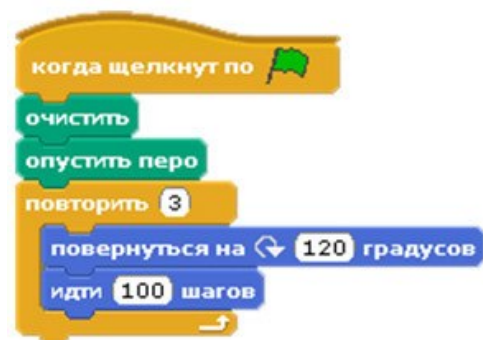 когда щелкнут по
очистить
опустить перо
повторить 3
повернуться на 120 градусов
идти 100 шагов